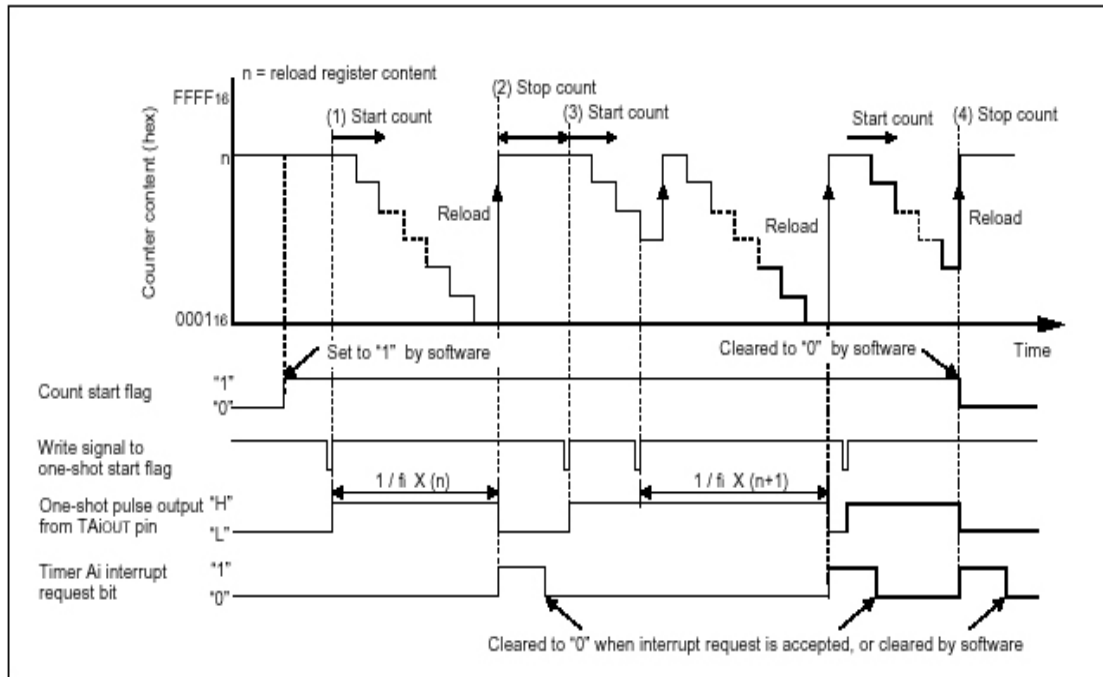 n = reload register content
FFFF16
(2) Stop count
(1) Start count
(3) Start count
Start count
(4) Stop count
n
Counter content (hex)
Reload
Reload
Reload
000116
Time
Set to "1" by software
Cleared to "0" by software
Count start flag
"1"
"0"
Write signal to
one-shot start flag
1 / fi X (n)
1 / fi X (n+1)
One-shot pulse output
from TAiOUT pin
"H"
"L"
Timer Ai interrupt
request bit
"1"
"0"
Cleared to "0" when interrupt request is accepted, or cleared by software